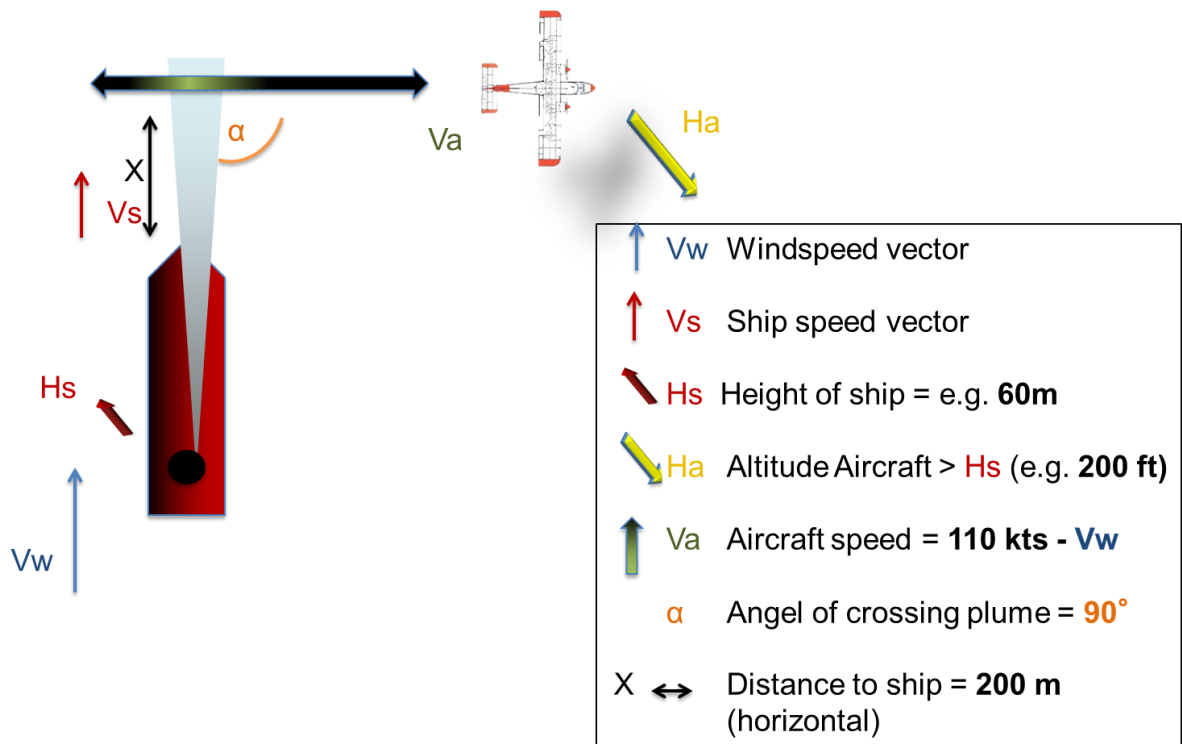 α
Va
Ha
X
Vs
Hs
Vw
Vw Windspeed vector
Vs Ship speed vector
Hs Height of ship = e.g. 60m
Ha Altitude Aircraft > Hs (e.g. 200 ft)
Va Aircraft speed = 110 kts - Vw
α Angel of crossing plume = 90°
X Distance to ship = 200 m
(horizontal)